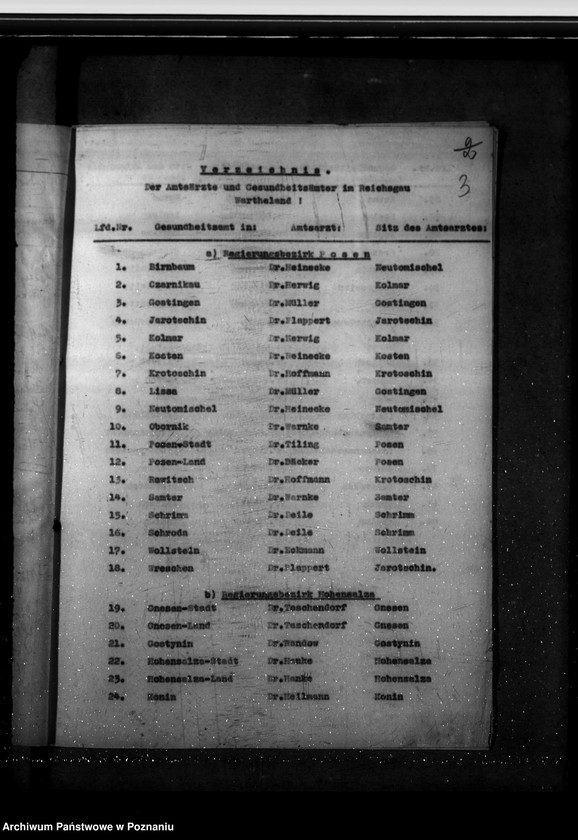 2
3
Verzeichnis.
Der Amtsärzte und Gesundheitsämter im Reichsgau
Wartheland !
Lfd.Nr. Gesundheitsamt in: Amtsarzt: Sitz des Amtsarztes:
a) Regierungsbezirk Posen
1. Birnbaum Dr.Meinecke Neutomischel
2. Czarnikau Dr.Herwig Kolmar
3. Gostingen Dr.Müller Gostingen
4. Jarotschin Dr.Plappert Jarotschin
5. Kolmar Dr.Herwig Kolmar
6. Kosten Dr.Reinecke Kosten
7. Krotoschin Dr.Hoffmann Krotoschin
8. Lissa Dr.Müller Gostingen
9. Neutomischel Dr.Meinecke Neutomischel
10. Obornik Dr.Warnke Samter
11. Posen-Stadt Dr.Tiling Posen
12. Posen-Land Dr.Bäcker Posen
13. Rawitsch Dr.Hoffmann Krotoschin
14. Samter Dr.Warnke Samter
15. Schrimm Dr.Deile Schrimm
16. Schroda Dr.Deile Schrimm
17. Wollstein Dr.Eckmann Wollstein
18. Wreschen Dr.Plappert Jarotschin.
b) Regierungsbezirk Hohensalza
19. Gnesen-Stadt Dr.Teschendorf Gnesen
20. Gnesen-Land Dr.Teschendorf Gnesen
21. Gostynin Dr.Randow Gostynin
22. Hohensalza-Stadt Dr.Hanke Hohensalza
23. Hohensalza-Land Dr.Hanke Hohensalza
24. Konin Dr.Heilmann Konin
Archiwum Państwowe w Poznaniu